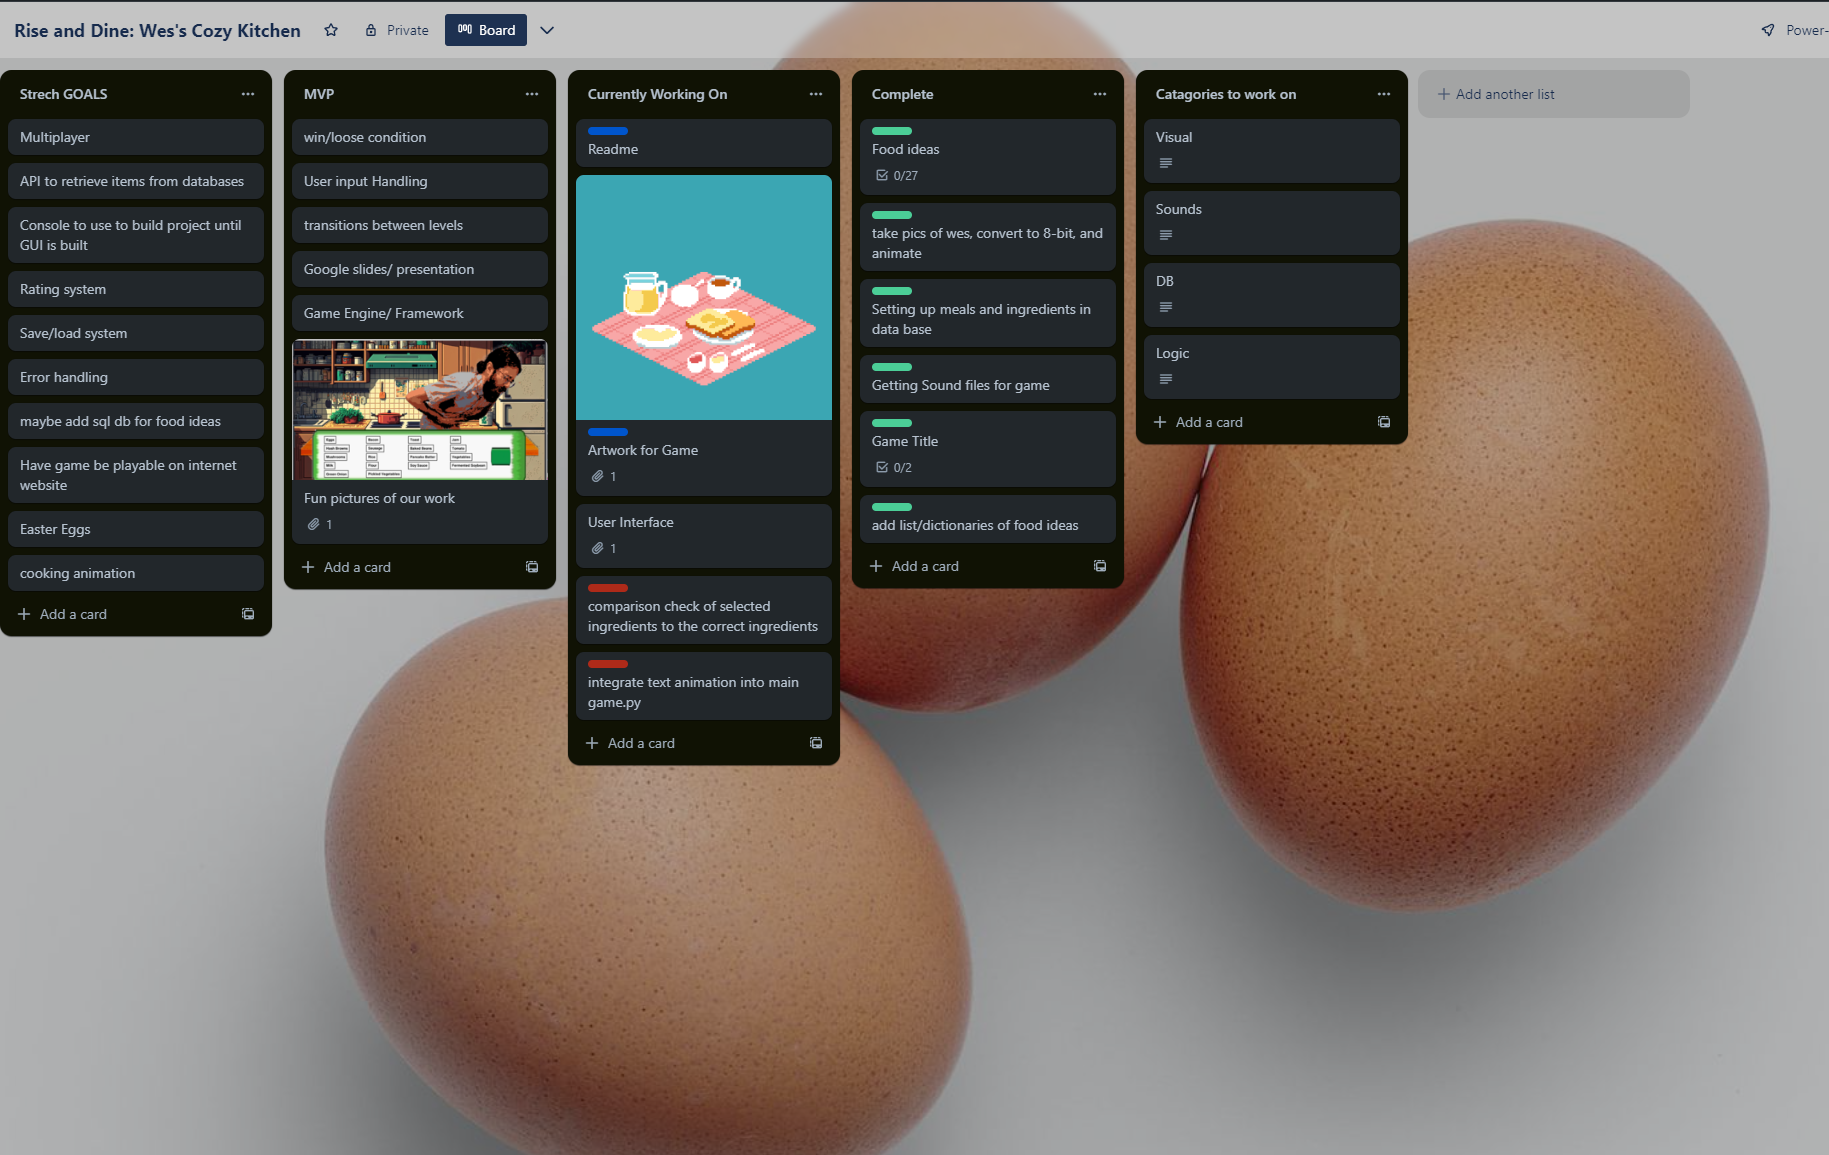 Rise and Dine: Wes's Cozy Kitchen
Private
Board
Power-
Strech GOALS
Multiplayer
API to retrieve items from databases
Console to use to build project until
GUI is built
Rating system
Save/load system
Error handling
maybe add sql db for food ideas
Have game be playable on internet
website
Easter Eggs
cooking animation
+ Add a card
MVP
win/loose condition
User input Handling
transitions between levels
Google slides/ presentation
Game Engine/ Framework
Fun pictures of our work
1
+ Add a card
Currently Working On
Readme
Artwork for Game
1
User Interface
1
comparison check of selected
ingredients to the correct ingredients
integrate text animation into main
game.py
+ Add a card
Complete
Food ideas
0/27
take pics of wes, convert to 8-bit, and
animate
Setting up meals and ingredients in
data base
Getting Sound files for game
Game Title
0/2
add list/dictionaries of food ideas
+ Add a card
Catagories to work on
Visual
Sounds
DB
Logic
+ Add a card
+ Add another list